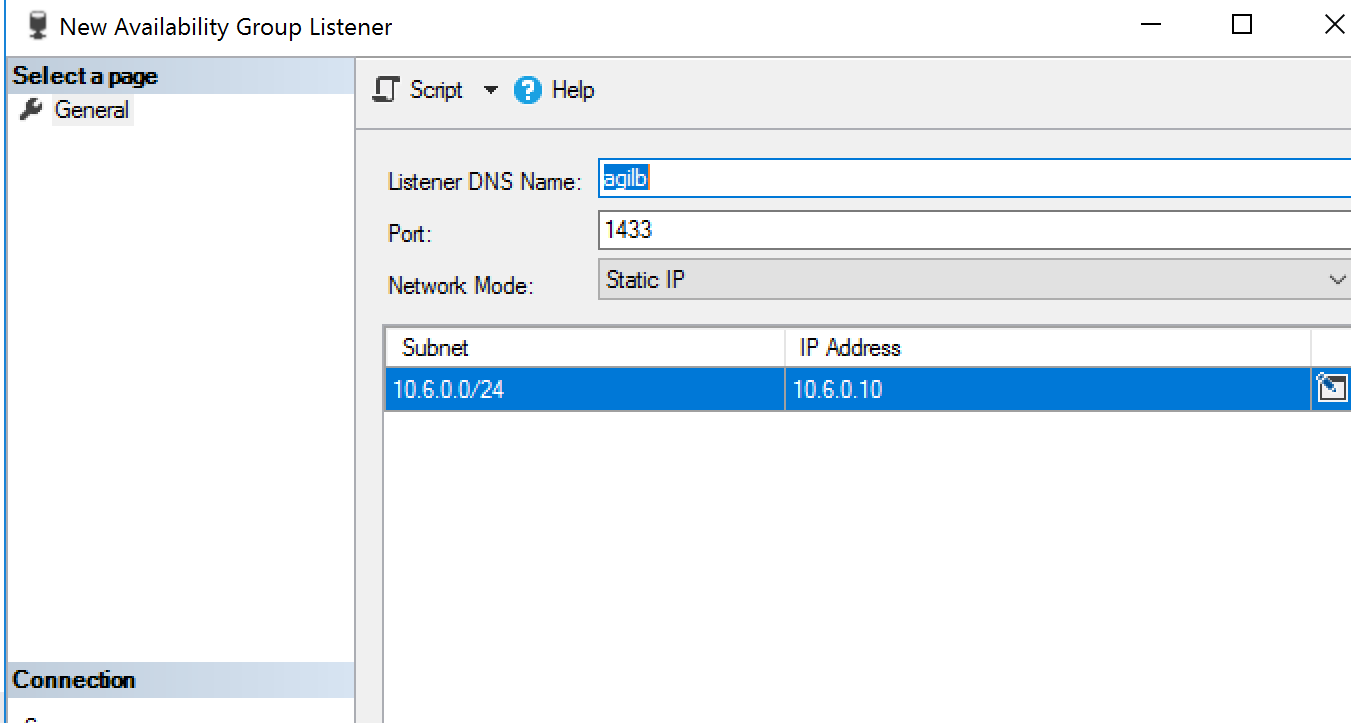 New Availability Group Listener
Select a page
General
Script Help
Listener DNS Name: agilb
Port: 1433
Network Mode: Static IP
Subnet IP Address
10.6.0.0/24 10.6.0.10
Connection